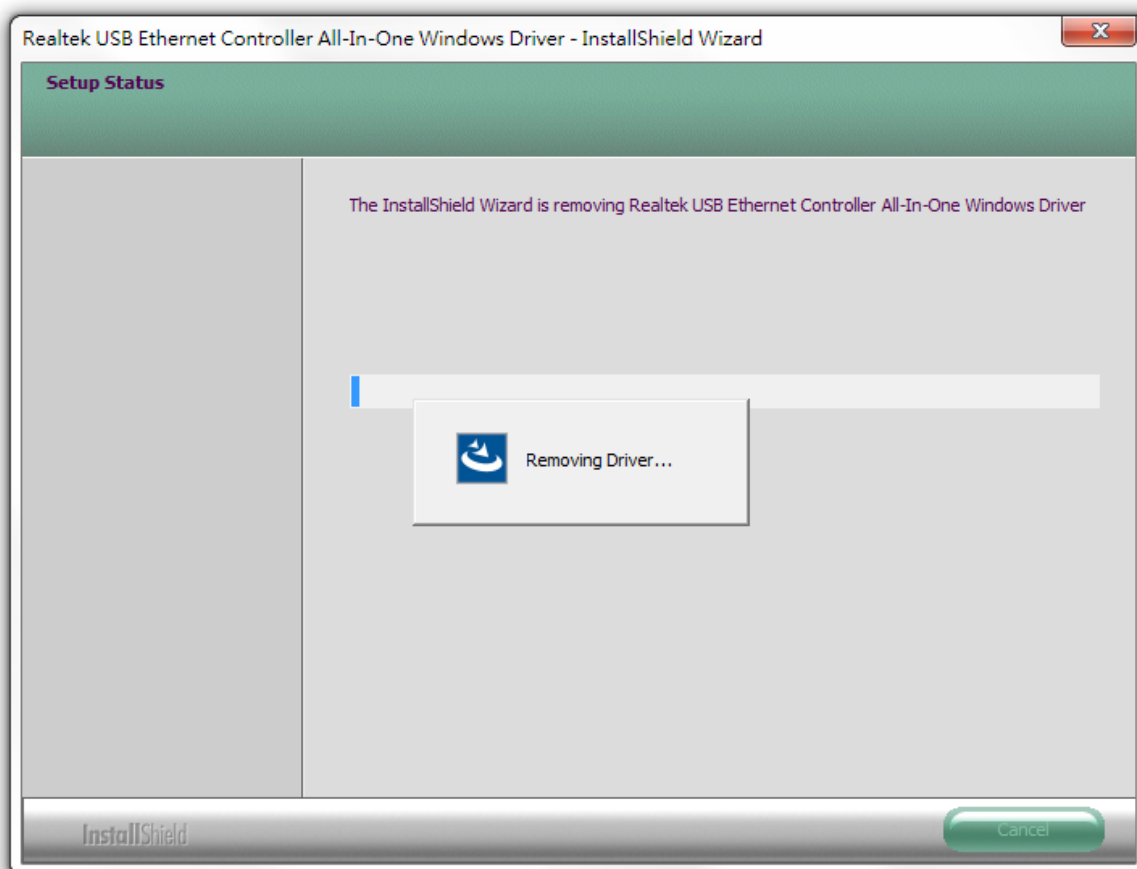 Realtek USB Ethernet Controller All-In-One Windows Driver - InstallShield Wizard
Setup Status
The InstallShield Wizard is removing Realtek USB Ethernet Controller All-In-One Windows Driver
Removing Driver...
InstallShield
Cancel